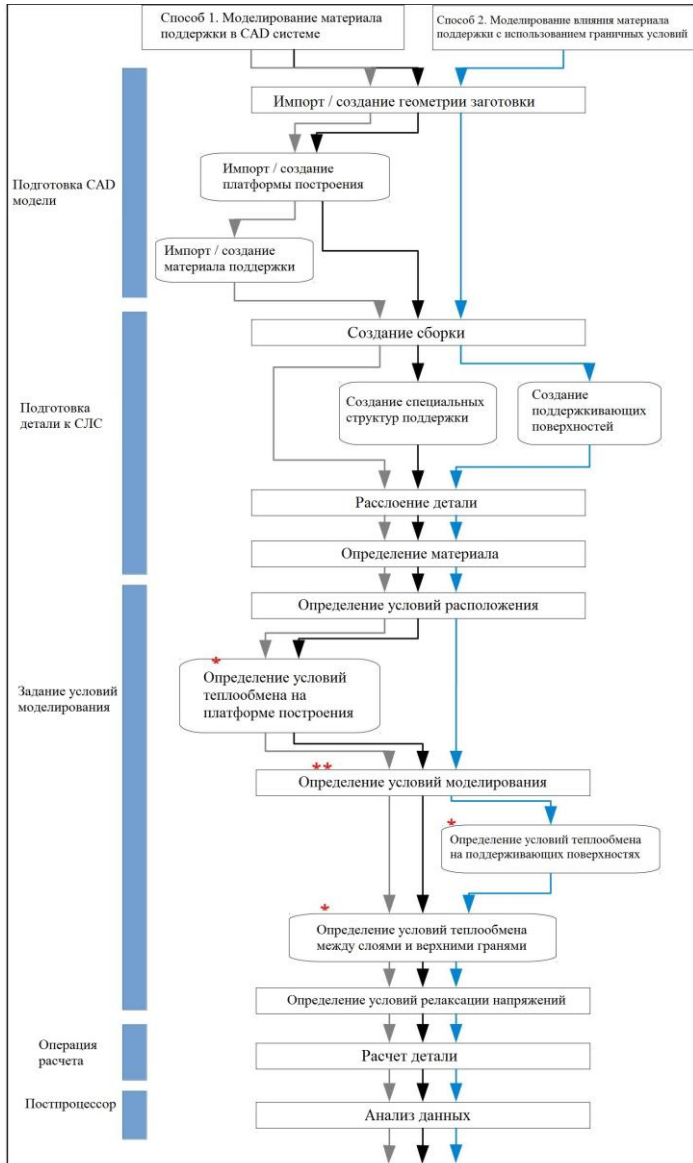 Способ 1. Моделирование материала
поддержки в CAD системе
Способ 2. Моделирование влияния материала
поддержки с использованием граничных условий
Импорт / создание геометрии заготовки
Импорт / создание
платформы построения
Подготовка CAD
модели
Импорт / создание
материала поддержки
Создание сборки
Создание специальных
структур поддержки
Создание
поддерживающих
поверхностей
Подготовка
детали к СЛС
Расслоение детали
Определение материала
Определение условий расположения
*
Определение условий
теплообмена на
платформе построения
Задание условий
моделирования
**
Определение условий моделирования
*
Определение условий теплообмена
на поддерживающих поверхностях
*
Определение условий теплообмена
между слоями и верхними гранями
Определение условий релаксации напряжений
Операция
расчета
Расчет детали
Постпроцессор
Анализ данных